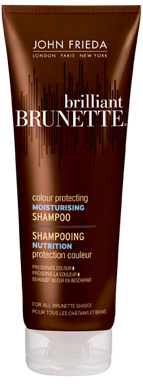 JOHN FRIEDA
LONDON PARIS NEW YORK
brilliant
BRUNETTE®
colour protecting
MOISTURISING
SHAMPOO
SHAMPOOING
NUTRITION
protection couleur
PRESERVES COLOUR
PRÉSERVE LA COULEUR
BEHOUDT KLEUR EN BESCHERMT
FOR ALL BRUNETTE SHADES
POUR TOUS LES CHÂTAINS ET BRUNS